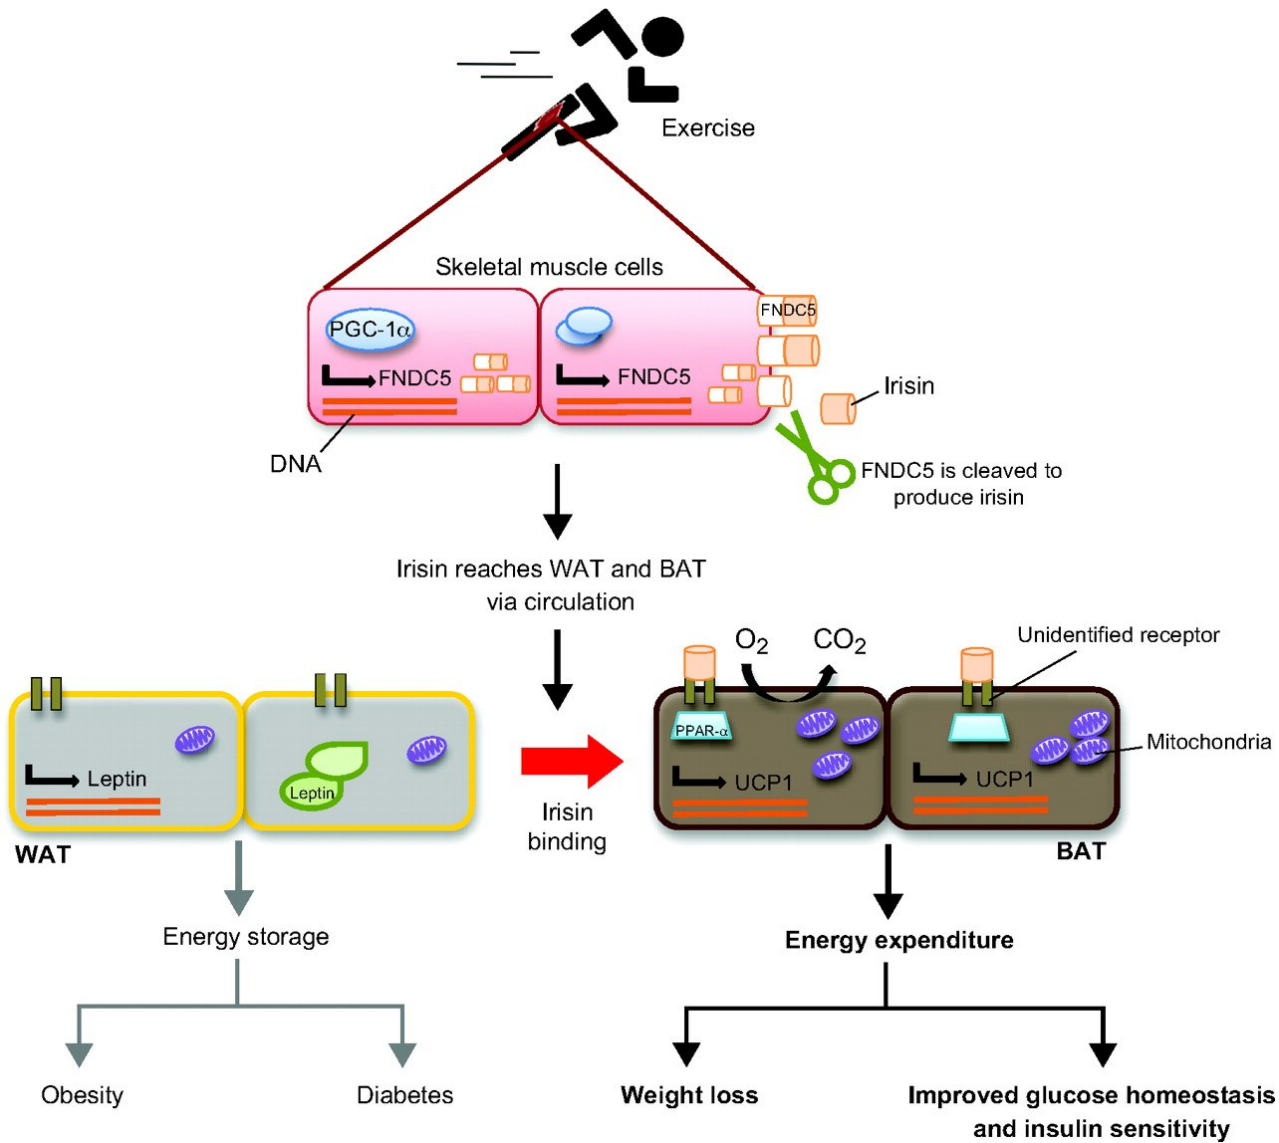 Exercise
Skeletal muscle cells
PGC-1α
FNDC5
FNDC5
FNDC5
Irisin
DNA
FNDC5 is cleaved to
produce irisin
Irisin reaches WAT and BAT
via circulation
O2
CO2
Unidentified receptor
PPAR-α
Mitochondria
Leptin
Leptin
UCP1
UCP1
Irisin
binding
WAT
BAT
Energy storage
Energy expenditure
Obesity
Diabetes
Weight loss
Improved glucose homeostasis
and insulin sensitivity